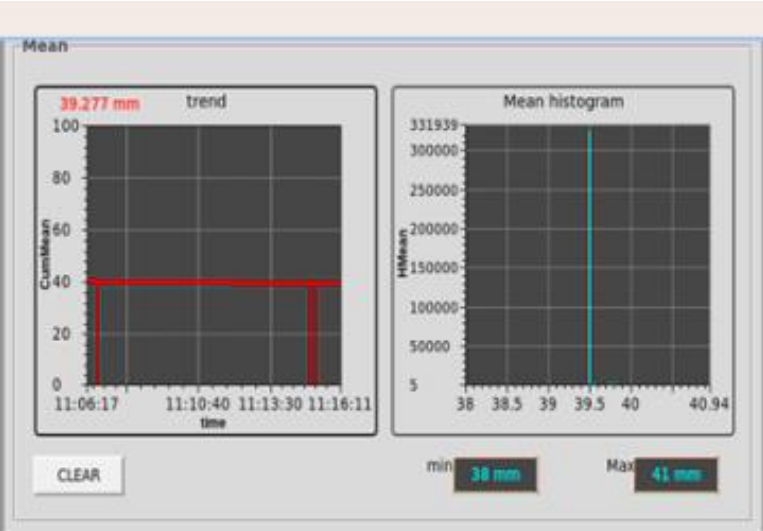 Mean
39.277 mm trend
100
80
60
40
20
0
CumMean
11:06:17 11:10:40 11:13:30 11:16:11
time
Mean histogram
331939
300000
250000
200000
150000
100000
50000
5
HMean
38 38.5 39 39.5 40 40.94
CLEAR
min 38 mm Max 41 mm